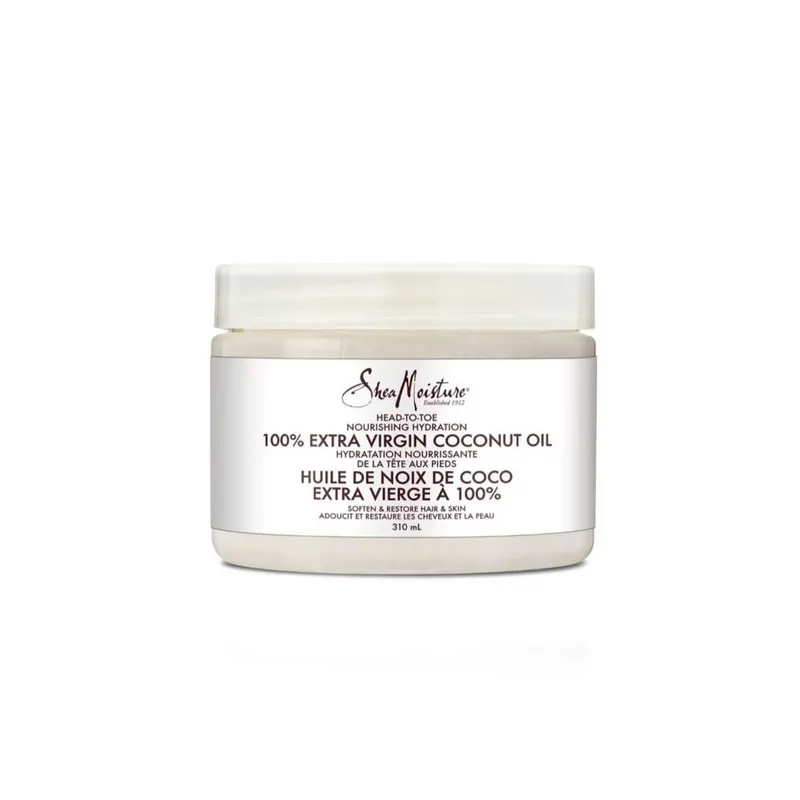 SheaMoisture®
Established 1912
HEAD-TO-TOE
NOURISHING HYDRATION
100% EXTRA VIRGIN COCONUT OIL
HYDRATATION NOURRISSANTE
DE LA TÊTE AUX PIEDS
HUILE DE NOIX DE COCO
EXTRA VIERGE À 100%
SOFTEN & RESTORE HAIR & SKIN
ADOUCIT ET RESTAURE LES CHEVEUX ET LA PEAU
310 mL